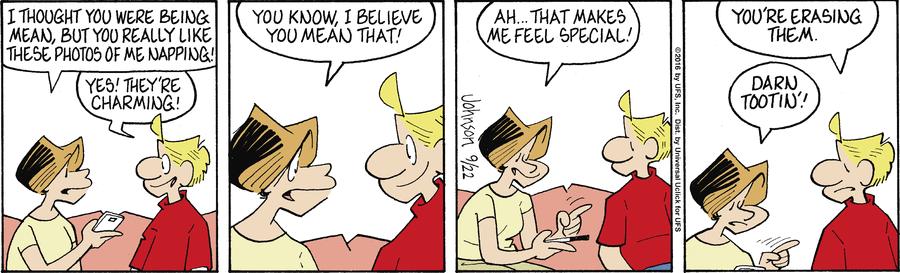 I THOUGHT YOU WERE BEING
MEAN, BUT YOU REALLY LIKE
THESE PHOTOS OF ME NAPPING!
YES! THEY'RE
CHARMING!
YOU KNOW, I BELIEVE
YOU MEAN THAT!
AH...THAT MAKES
ME FEEL SPECIAL!
Johnson 9/22
©2016 by UFS, Inc. Dist. by Universal Uclick for UFS
YOU'RE ERASING
THEM.
DARN
TOOTIN'!